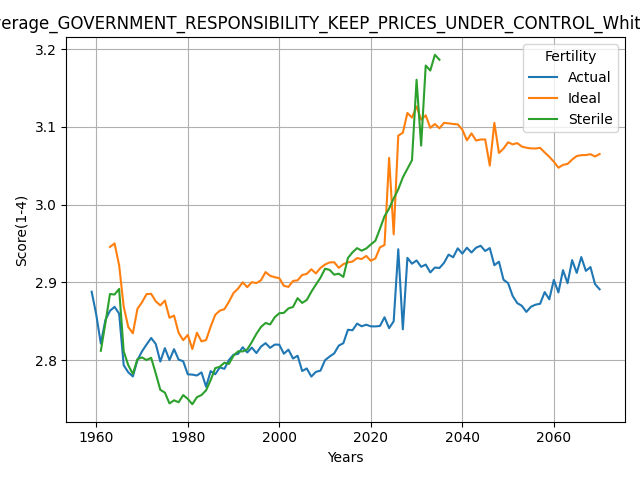 verage_GOVERNMENT_RESPONSIBILITY_KEEP_PRICES_UNDER_CONTROL_Whit
Fertility
Actual
Ideal
Sterile
Score(1-4)
3.2
3.1
3.0
2.9
2.8
1960 1980 2000 2020 2040 2060
Years